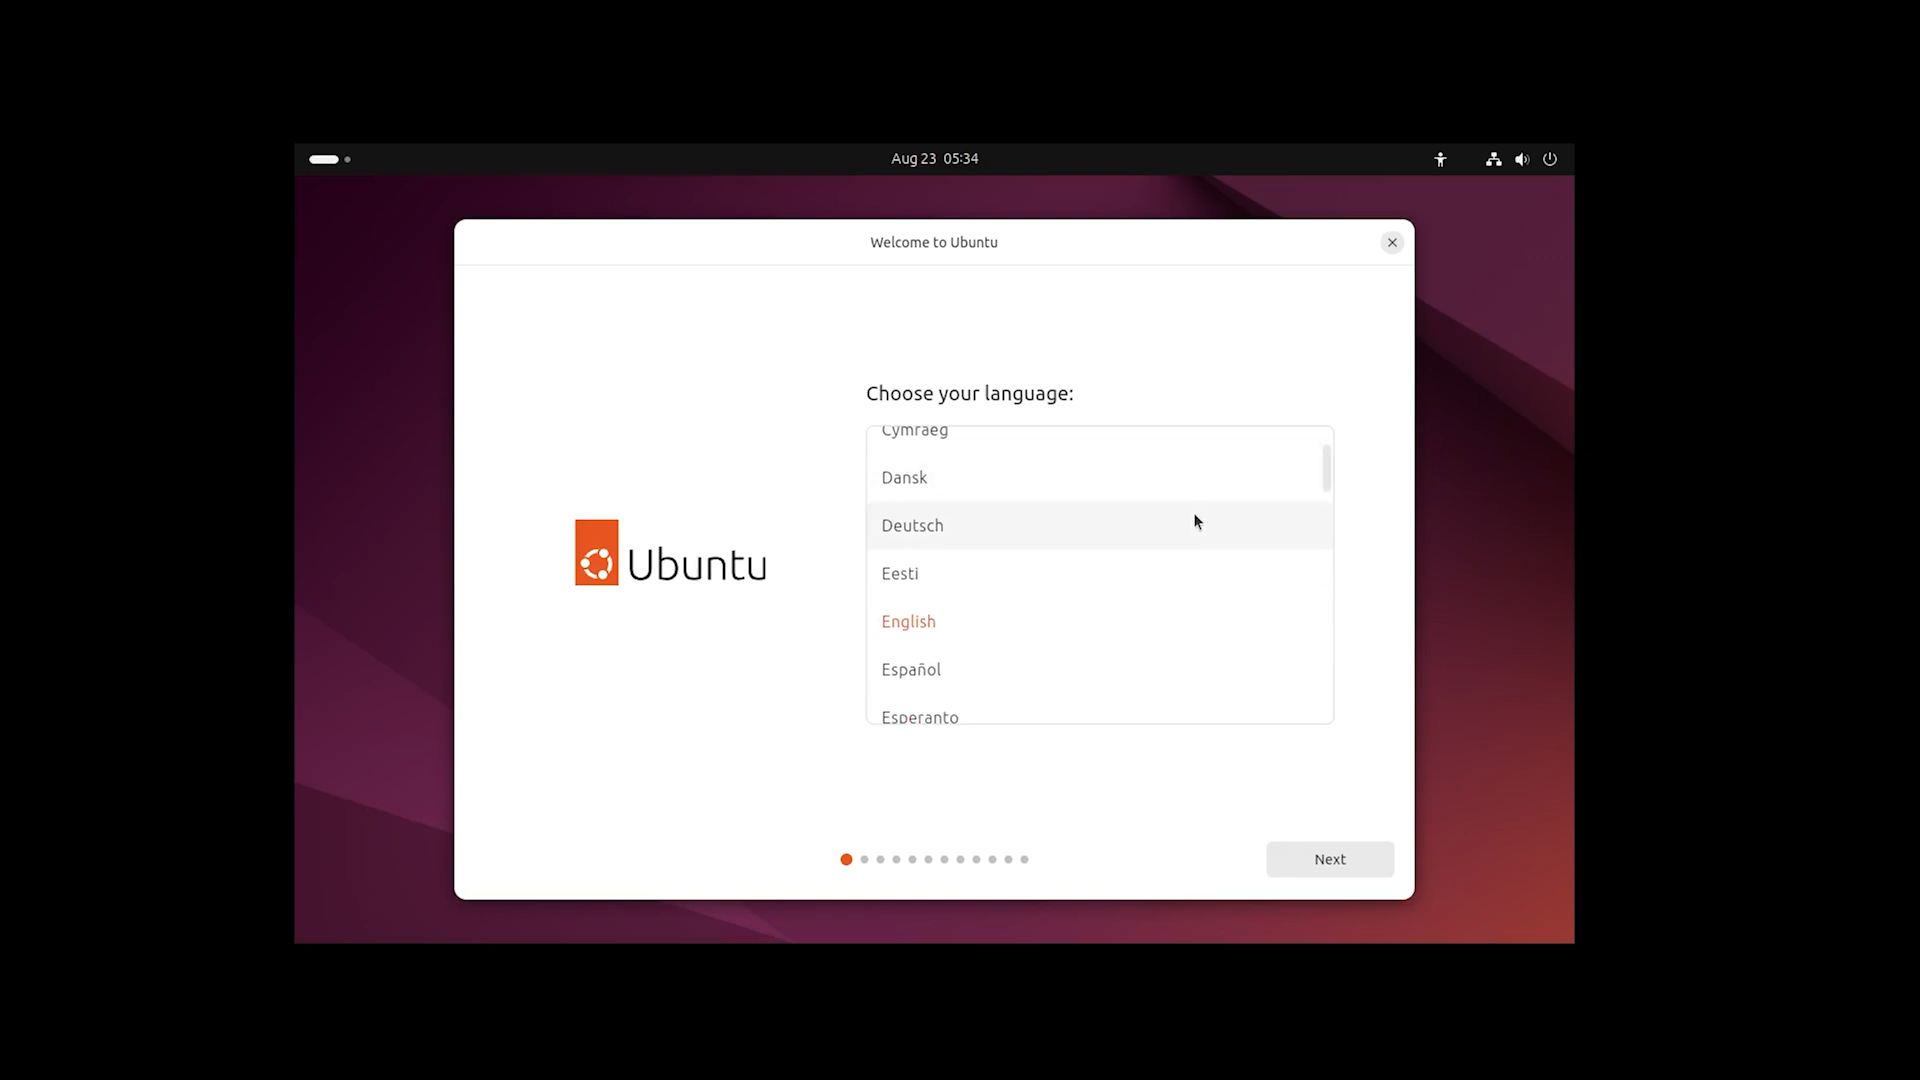 Aug 23 05:34
Welcome to Ubuntu
Choose your language:
Cymraeg
Dansk
Deutsch
Eesti
English
Español
Esperanto
Ubuntu
Next